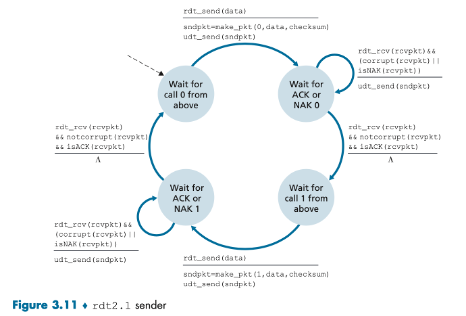 rdt_send(data)
sndpkt=make_pkt(0,data,checksum)
udt_send(sndpkt)
rdt_rcv(rcvpkt)&&
(corrupt(rcvpkt)||
isNAK(rcvpkt))
udt_send(sndpkt)
Wait for
call 0 from
above
Wait for
ACK or
NAK 0
rdt_rcv(rcvpkt)
&& notcorrupt(rcvpkt)
&& isACK(rcvpkt)
Λ
rdt_rcv(rcvpkt)
&& notcorrupt(rcvpkt)
&& isACK(rcvpkt)
Λ
Wait for
ACK or
NAK 1
Wait for
call 1 from
above
rdt_rcv(rcvpkt)&&
(corrupt(rcvpkt)||
isNAK(rcvpkt))
udt_send(sndpkt)
rdt_send(data)
sndpkt=make_pkt(1,data,checksum)
udt_send(sndpkt)
Figure 3.11 ♦ rdt2.1 sender